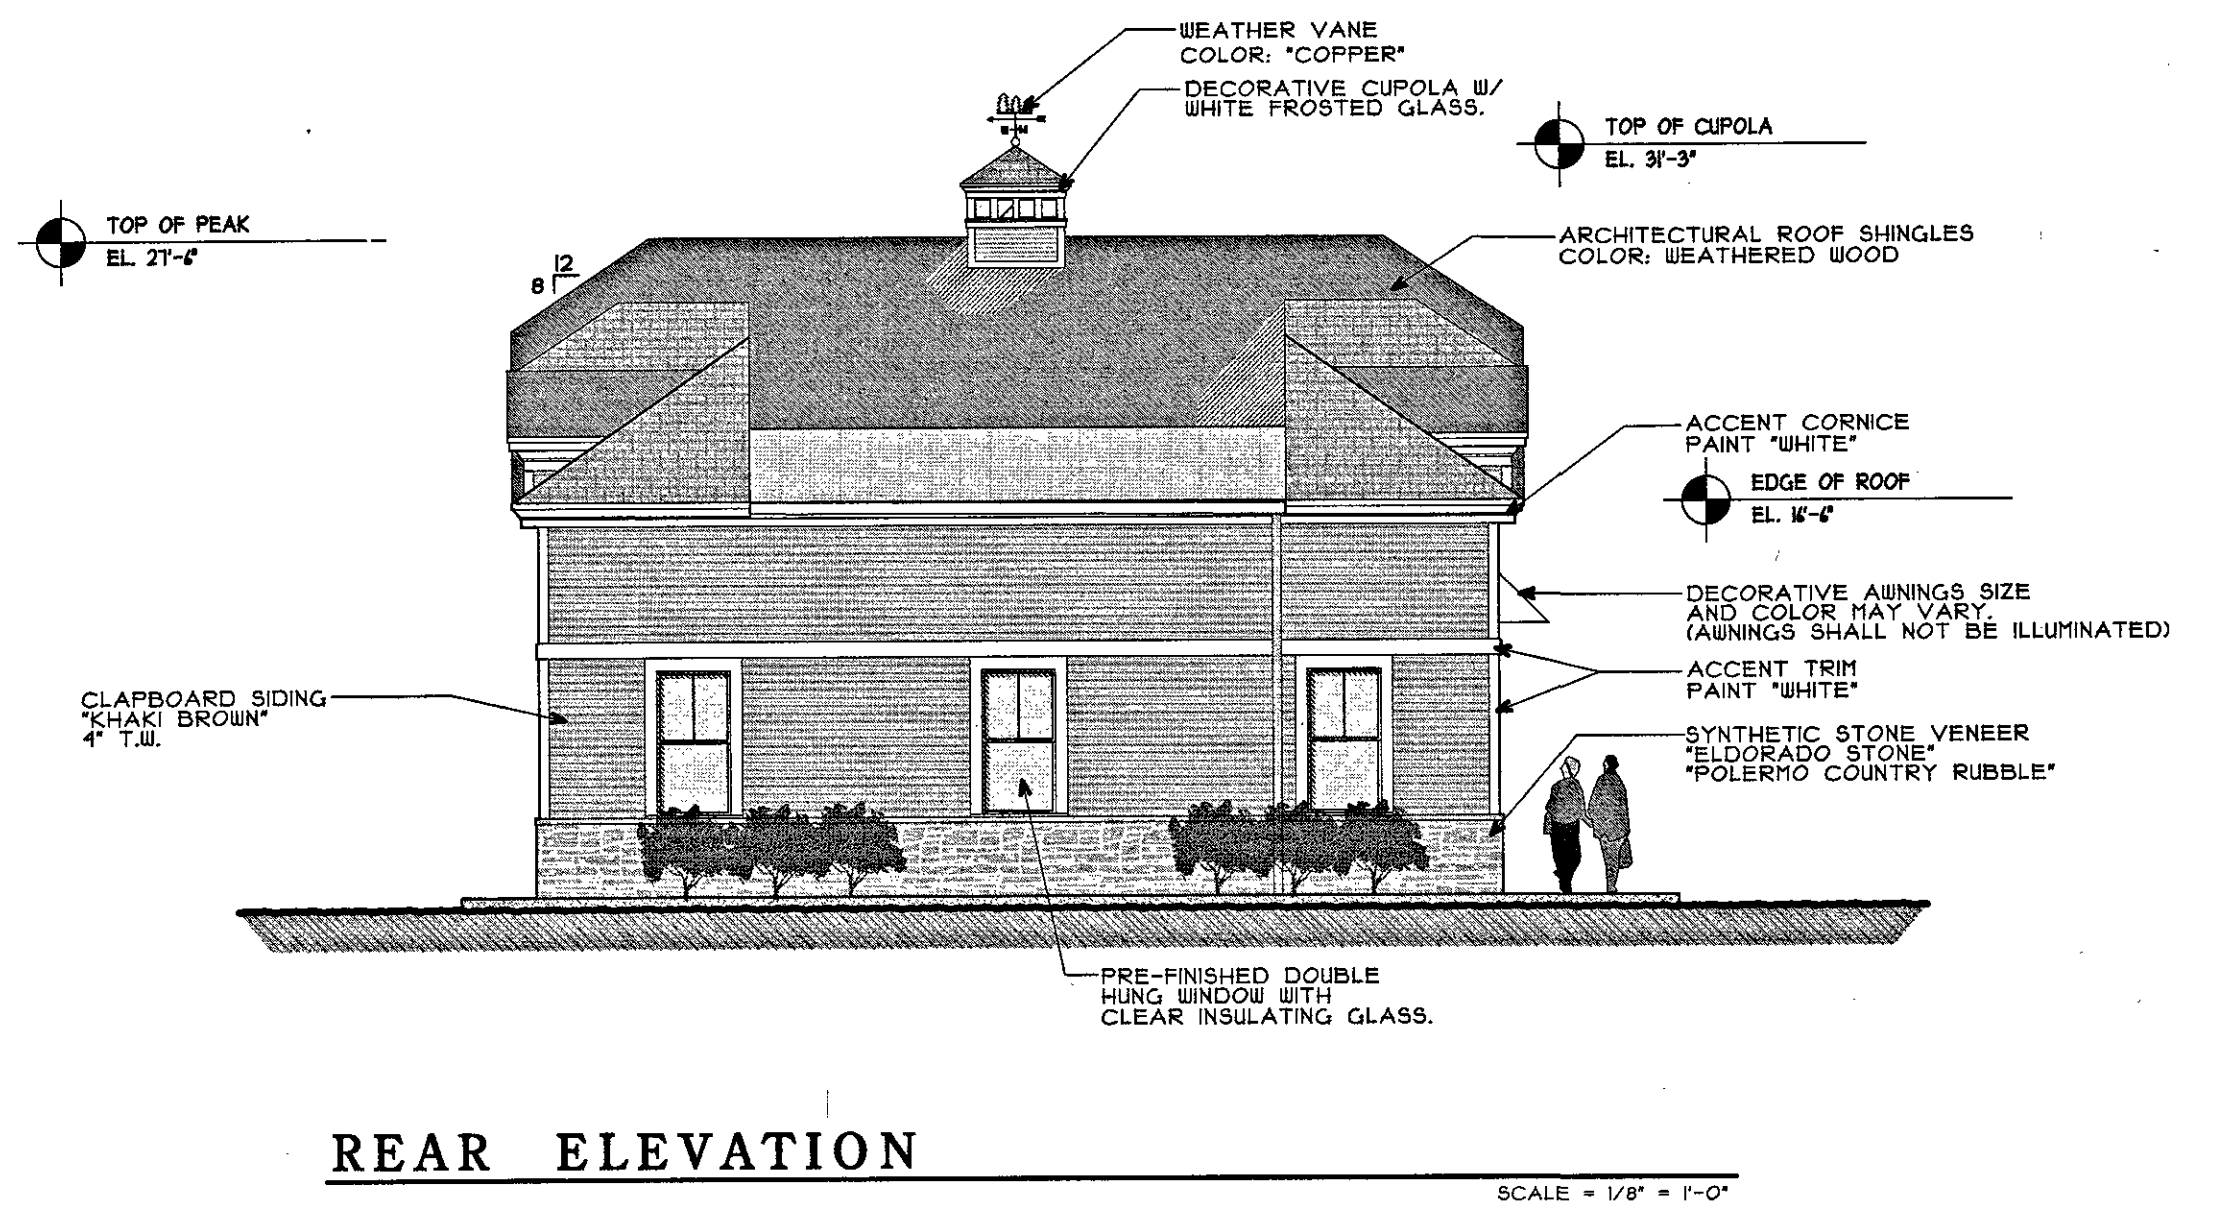 WEATHER VANE
COLOR: "COPPER"
DECORATIVE CUPOLA W/
WHITE FROSTED GLASS.
TOP OF CUPOLA
EL. 31'-3"
TOP OF PEAK
EL. 27'-6"
12
8
ARCHITECTURAL ROOF SHINGLES
COLOR: WEATHERED WOOD
ACCENT CORNICE
PAINT "WHITE"
EDGE OF ROOF
EL. 16'-6"
DECORATIVE AWNINGS SIZE
AND COLOR MAY VARY.
(AWNINGS SHALL NOT BE ILLUMINATED)
ACCENT TRIM
PAINT "WHITE"
CLAPBOARD SIDING
"KHAKI BROWN"
4" T.W.
SYNTHETIC STONE VENEER
"ELDORADO STONE"
"POLERMO COUNTRY RUBBLE"
PRE-FINISHED DOUBLE
HUNG WINDOW WITH
CLEAR INSULATING GLASS.
REAR ELEVATION
SCALE = 1/8" = 1'-0"